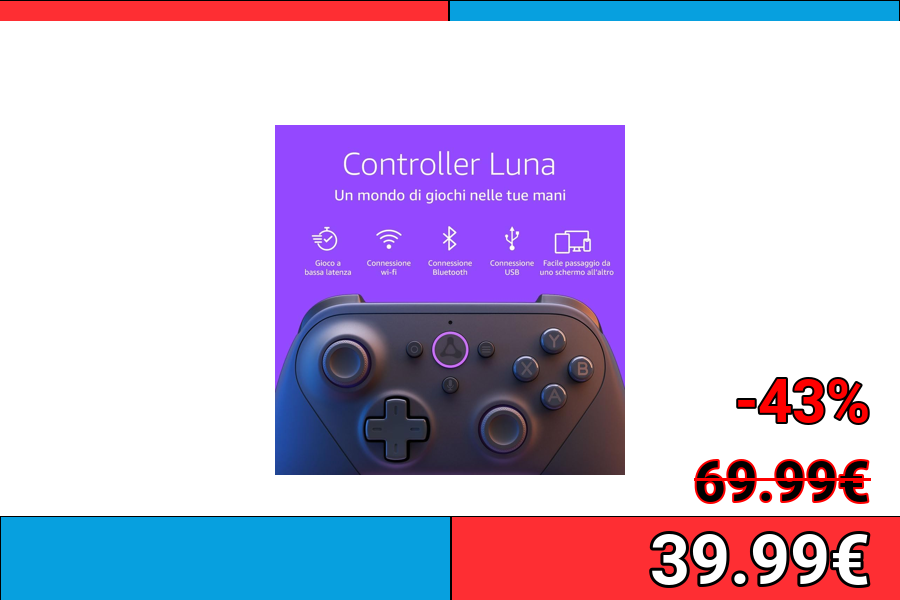 Controller Luna
Un mondo di giochi nelle tue mani
Gioco a
bassa latenza
Connessione
wi-fi
Connessione
Bluetooth
Connessione
USB
Facile passaggio da
uno schermo all'altro
Y
X
B
A
-43%
69.99€
39.99€